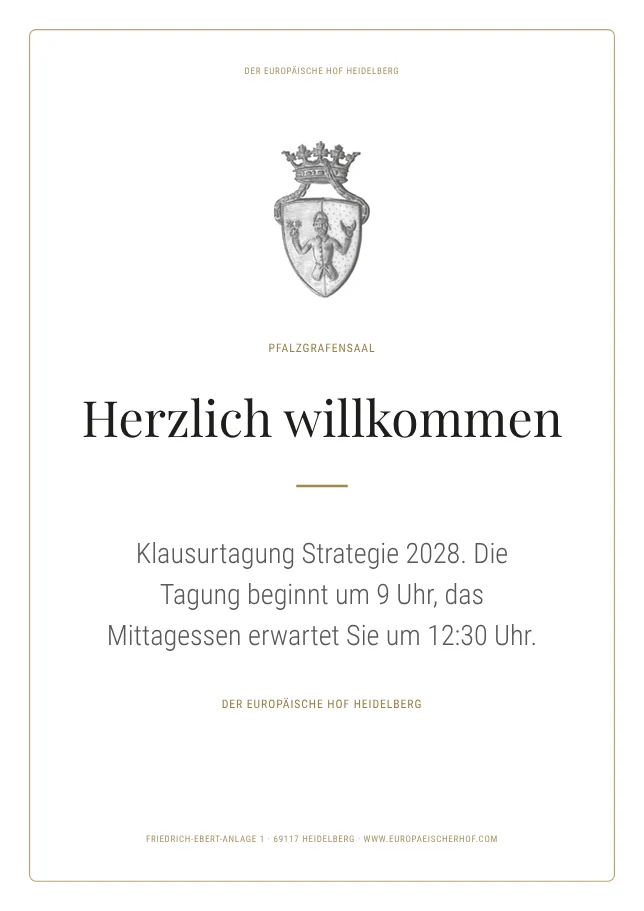 DER EUROPÄISCHE HOF HEIDELBERG
PFALZGRAFENSAAL
Herzlich willkommen
Klausurtagung Strategie 2028. Die
Tagung beginnt um 9 Uhr, das
Mittagessen erwartet Sie um 12:30 Uhr.
DER EUROPÄISCHE HOF HEIDELBERG
FRIEDRICH-EBERT-ANLAGE 1 · 69117 HEIDELBERG · WWW.EUROPAEISCHERHOF.COM